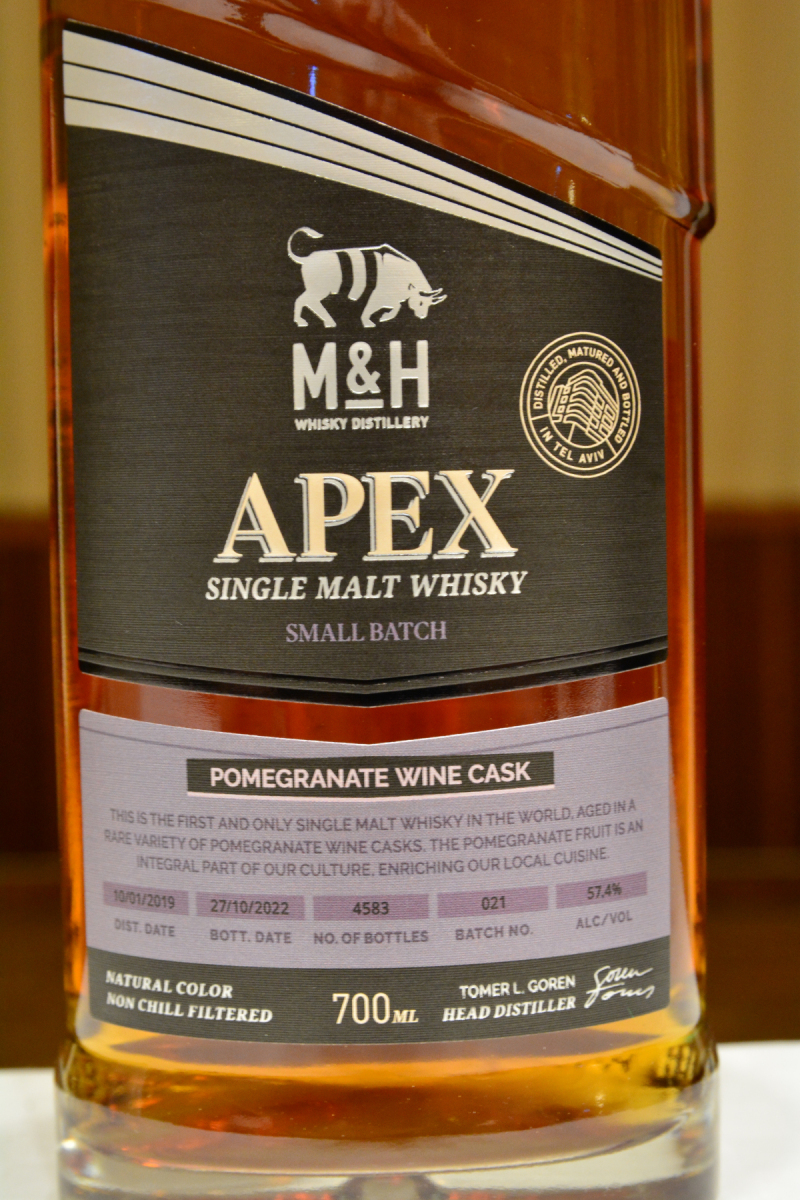 M&H
WHISKY DISTILLERY
DISTILLED, MATURED AND BOTTLED
IN TEL AVIV
APEX
SINGLE MALT WHISKY
SMALL BATCH
POMEGRANATE WINE CASK
THIS IS THE FIRST AND ONLY SINGLE MALT WHISKY IN THE WORLD, AGED IN A
RARE VARIETY OF POMEGRANATE WINE CASKS. THE POMEGRANATE FRUIT IS AN
INTEGRAL PART OF OUR CULTURE, ENRICHING OUR LOCAL CUISINE.
10/01/2019 27/10/2022 4583 021 57.4%
DIST. DATE BOTT. DATE NO. OF BOTTLES BATCH NO. ALC/VOL
NATURAL COLOR
NON CHILL FILTERED
700ML
TOMER L. GOREN
HEAD DISTILLER
Goren
Tomer